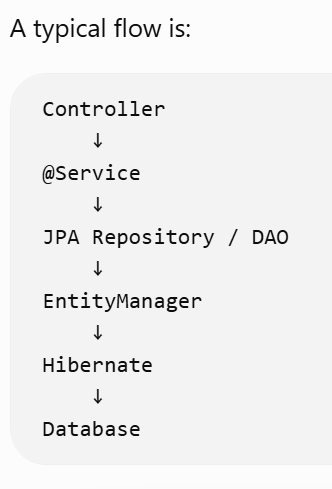 A typical flow is:
Controller
↓
@Service
↓
JPA Repository / DAO
↓
EntityManager
↓
Hibernate
↓
Database